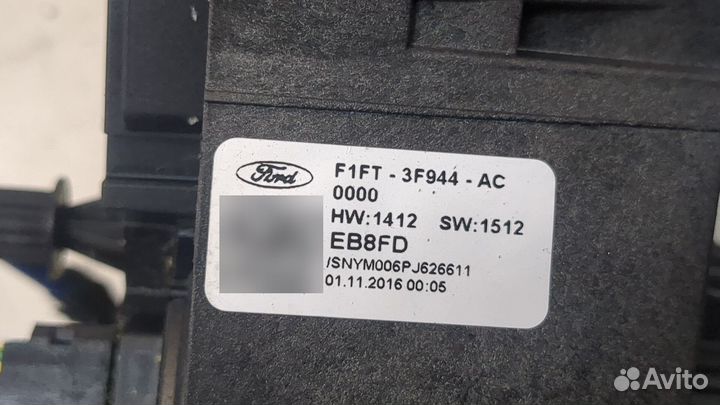 Ford
F1FT - 3F944 - AC
0000
HW:1412 SW:1512
EB8FD
/SNYM006PJ626611
01.11.2016 00:05
Avito